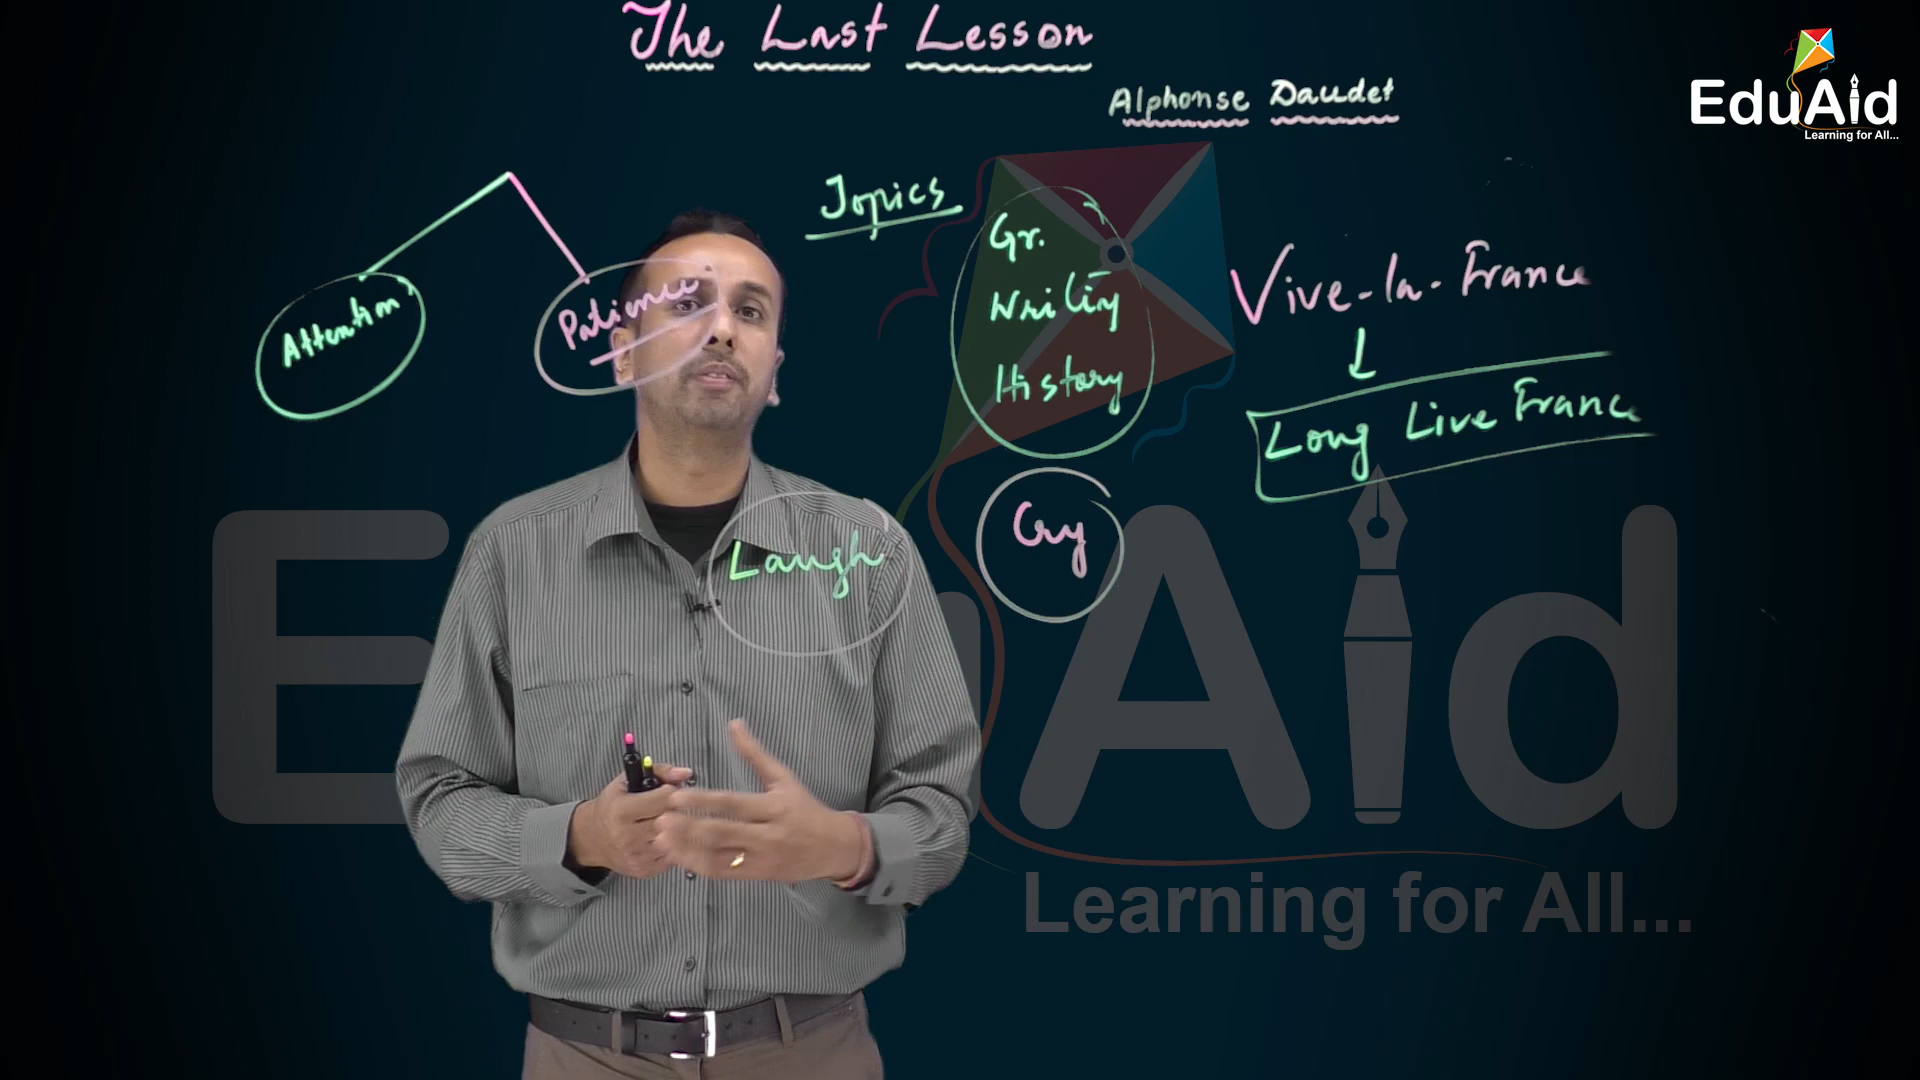 The Last Lesson
Alphonse Daudet
EduAid
Learning for All...
Attention
Patience
Topics
Gr.
Writing
History
Vive-la-France
Long Live France
Laugh
Cry
EduAid
Learning for All...